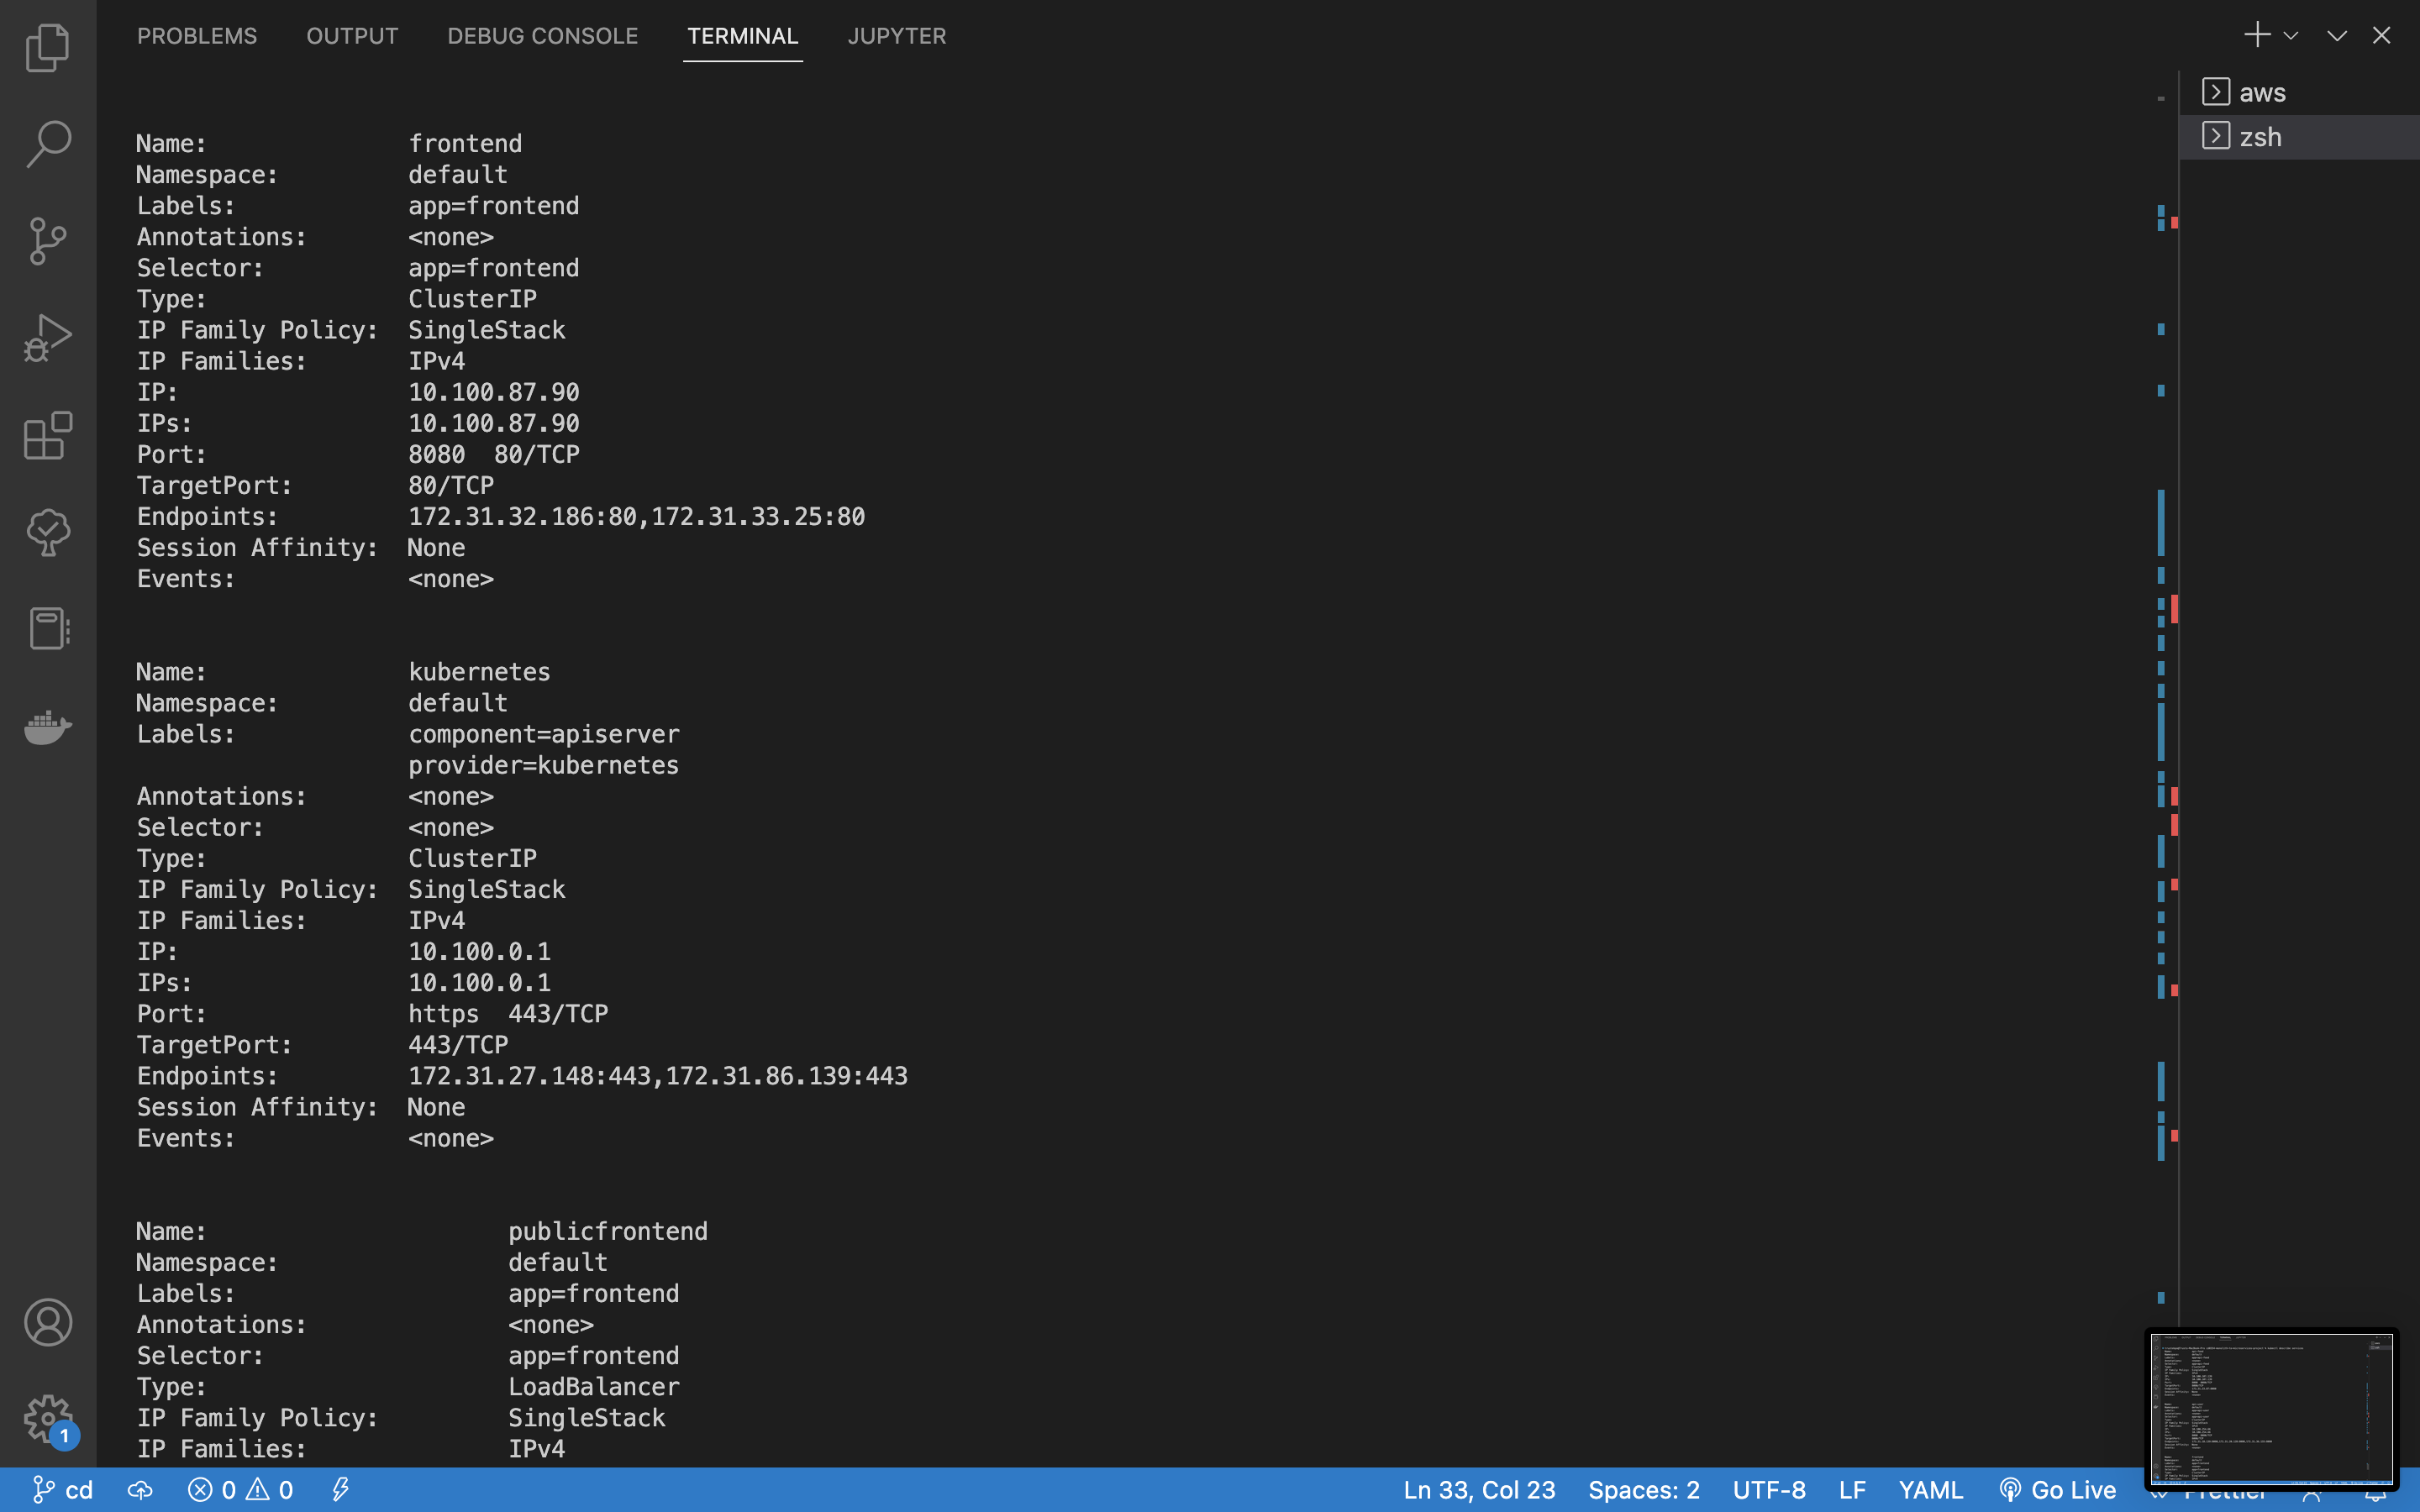 PROBLEMS OUTPUT DEBUG CONSOLE TERMINAL JUPYTER
aws
zsh
Name: frontend
Namespace: default
Labels: app=frontend
Annotations: <none>
Selector: app=frontend
Type: ClusterIP
IP Family Policy: SingleStack
IP Families: IPv4
IP: 10.100.87.90
IPs: 10.100.87.90
Port: 8080 80/TCP
TargetPort: 80/TCP
Endpoints: 172.31.32.186:80,172.31.33.25:80
Session Affinity: None
Events: <none>
Name: kubernetes
Namespace: default
Labels: component=apiserver
provider=kubernetes
Annotations: <none>
Selector: <none>
Type: ClusterIP
IP Family Policy: SingleStack
IP Families: IPv4
IP: 10.100.0.1
IPs: 10.100.0.1
Port: https 443/TCP
TargetPort: 443/TCP
Endpoints: 172.31.27.148:443,172.31.86.139:443
Session Affinity: None
Events: <none>
Name: publicfrontend
Namespace: default
Labels: app=frontend
Annotations: <none>
Selector: app=frontend
Type: LoadBalancer
IP Family Policy: SingleStack
IP Families: IPv4
1
cd 0 0 Ln 33, Col 23 Spaces: 2 UTF-8 LF YAML Go Live Prettier